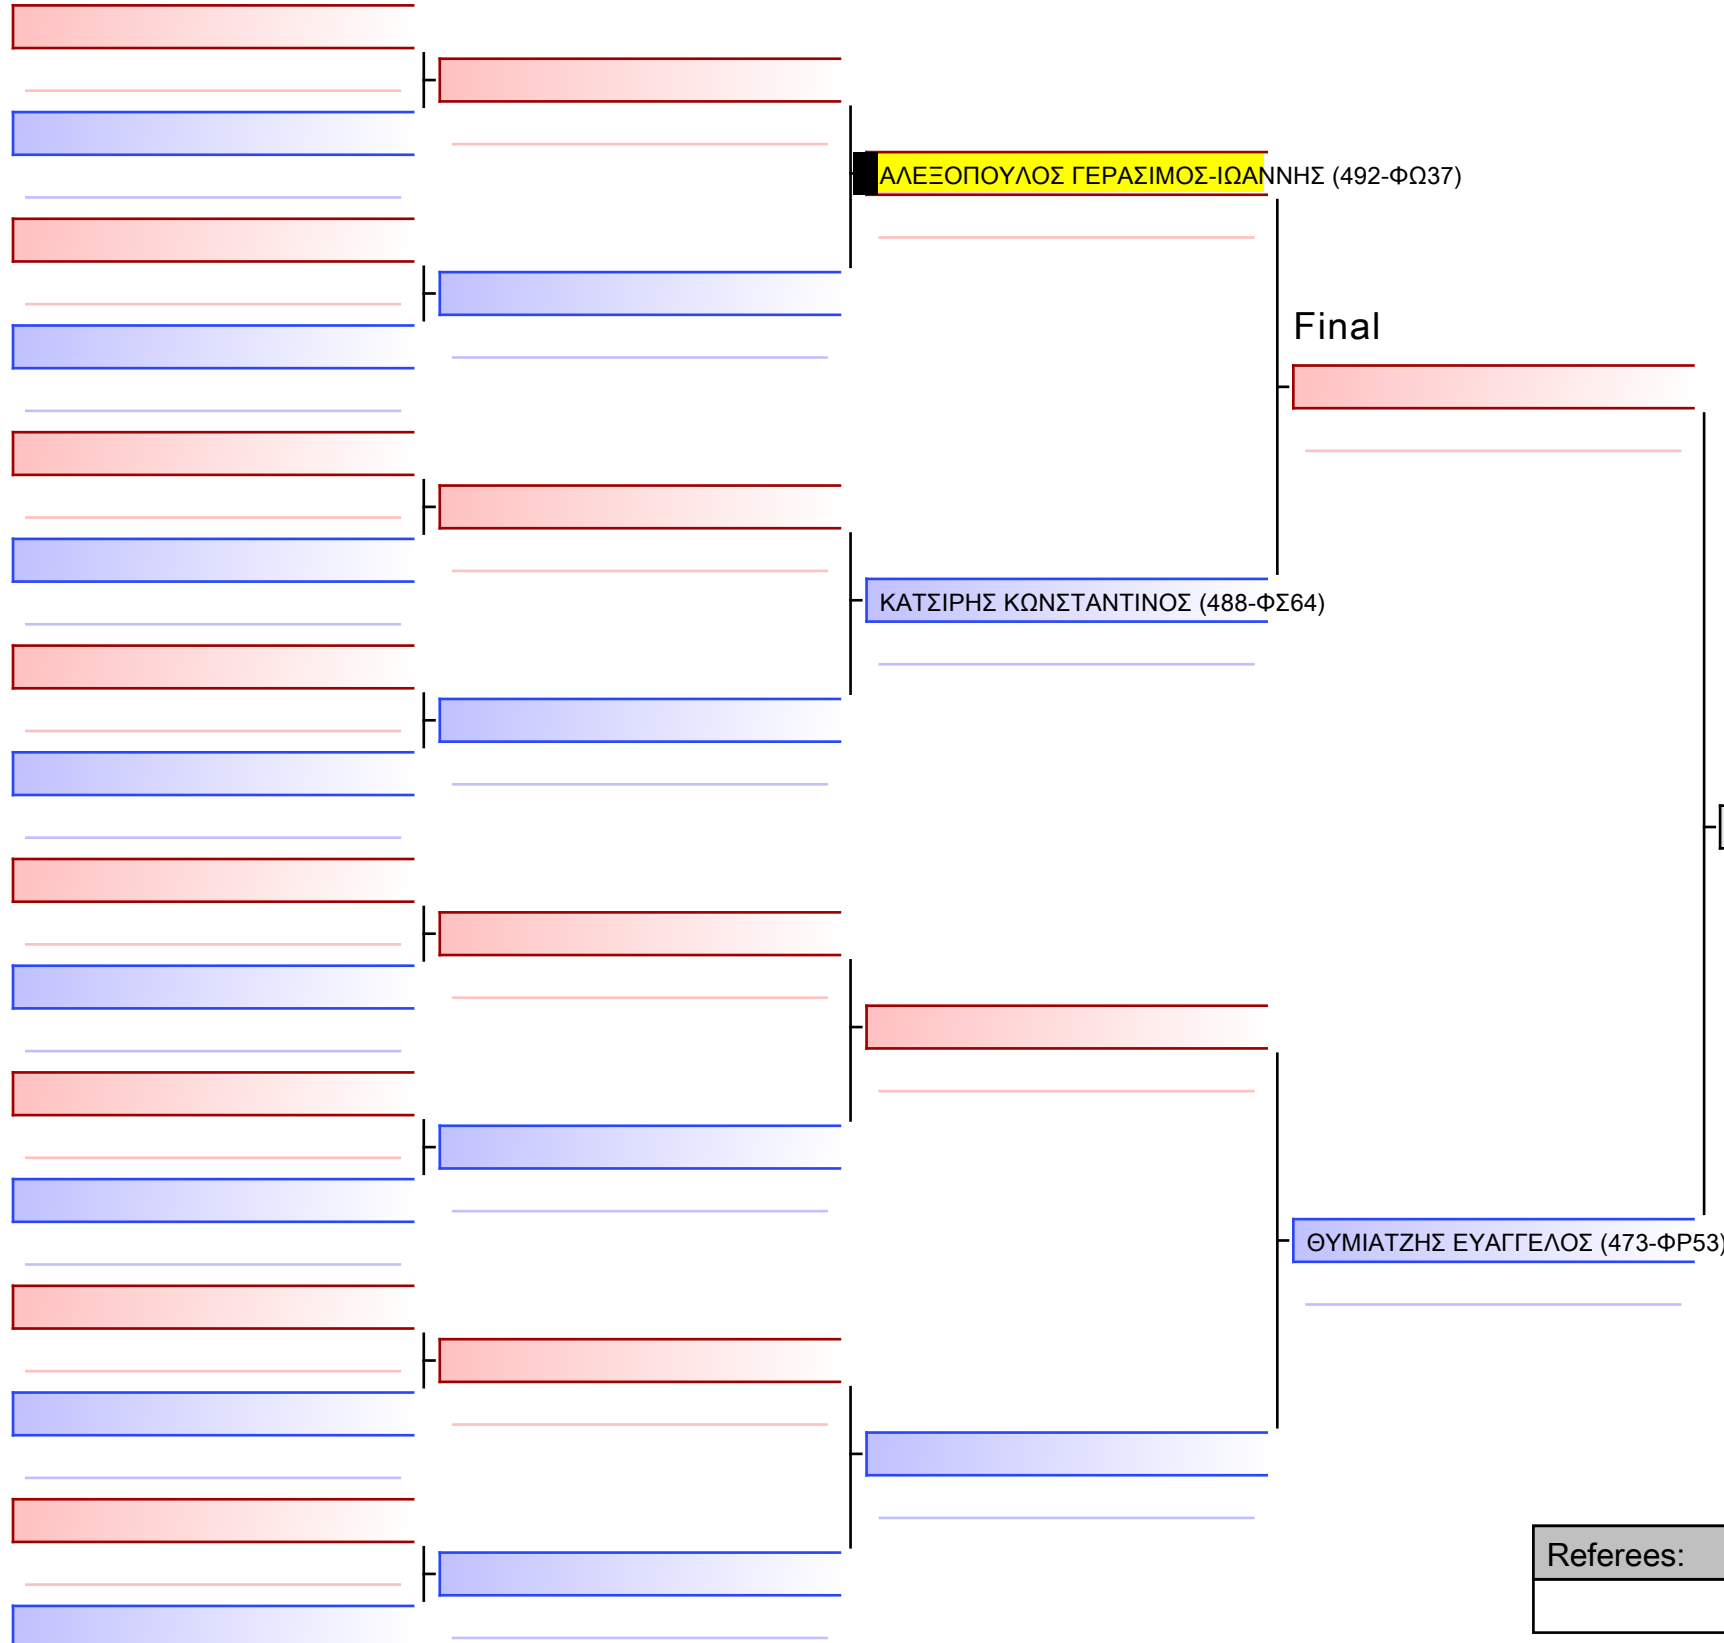 ΑΛΕΞΟΠΟΥΛΟΣ ΓΕΡΑΣΙΜΟΣ-ΙΩΑΝΝΗΣ (492-ΦΩ37)
Final
ΚΑΤΣΙΡΗΣ ΚΩΝΣΤΑΝΤΙΝΟΣ (488-ΦΣ64)
ΘΥΜΙΑΤΖΗΣ ΕΥΑΓΓΕΛΟΣ (473-ΦΡ53)
Referees: